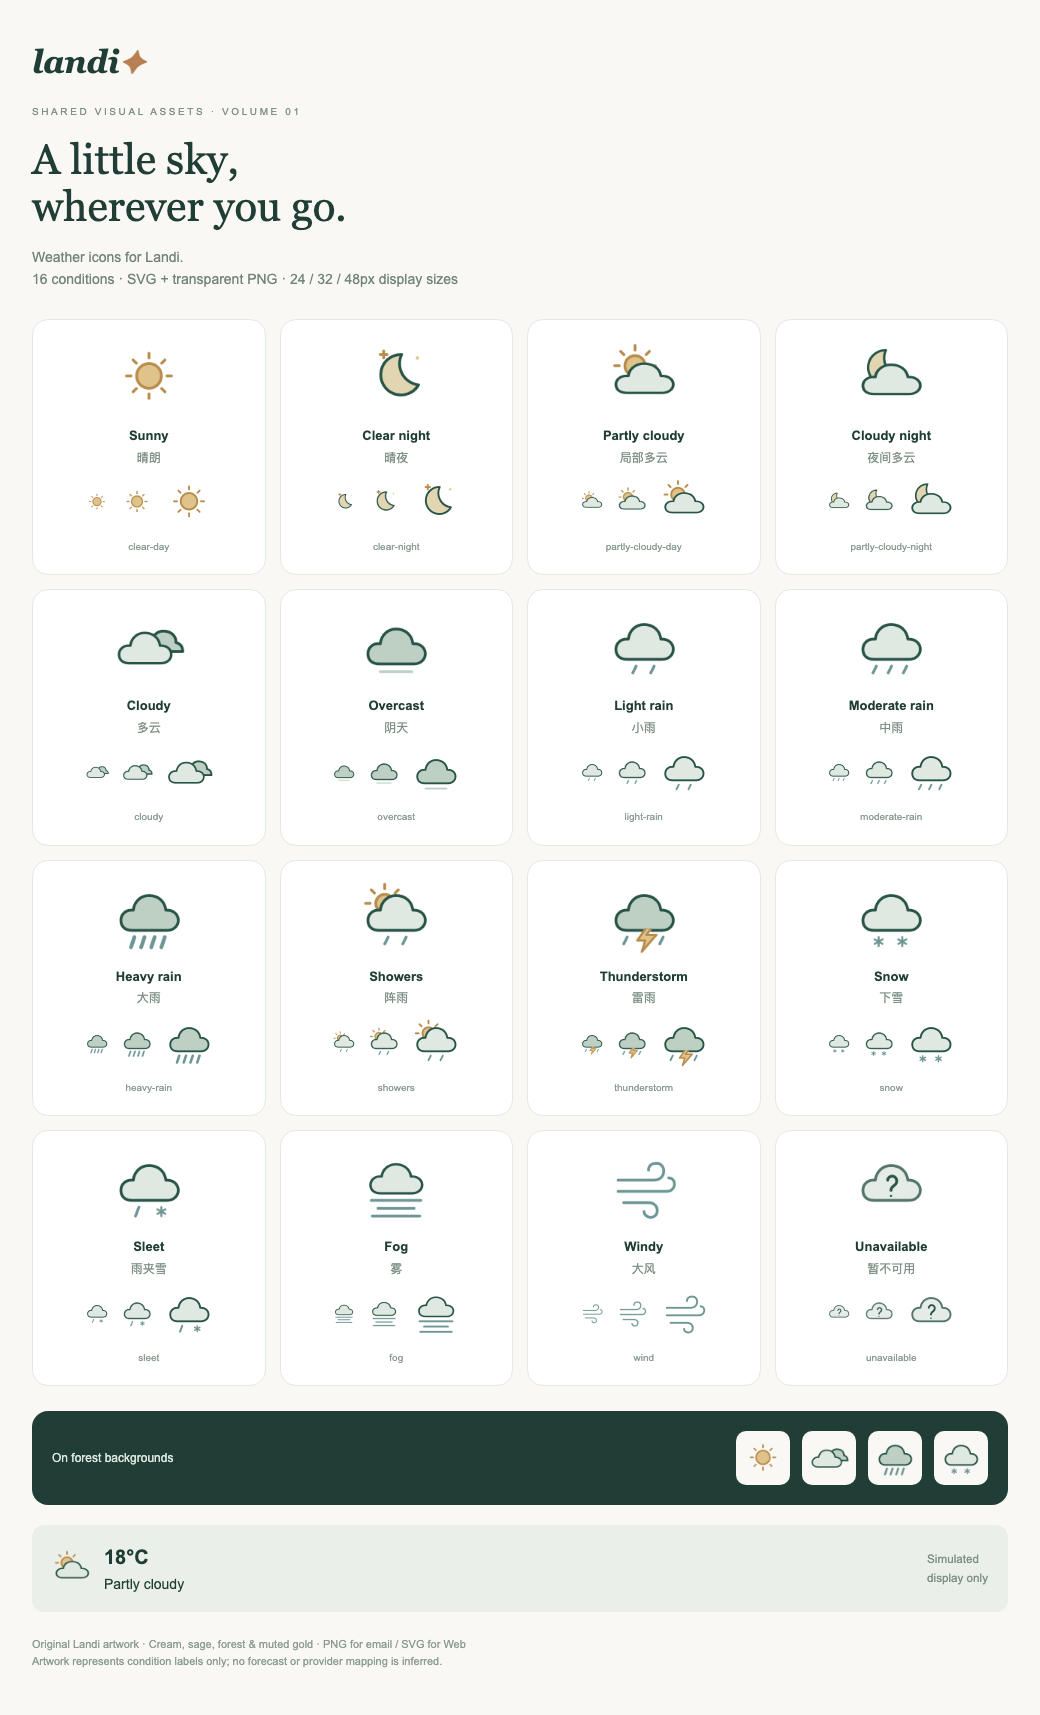 landi
SHARED VISUAL ASSETS · VOLUME 01
A little sky,
wherever you go.
Weather icons for Landi.
16 conditions · SVG + transparent PNG · 24 / 32 / 48px display sizes
Sunny
晴朗
clear-day
Clear night
晴夜
clear-night
Partly cloudy
局部多云
partly-cloudy-day
Cloudy night
夜间多云
partly-cloudy-night
Cloudy
多云
cloudy
Overcast
阴天
overcast
Light rain
小雨
light-rain
Moderate rain
中雨
moderate-rain
Heavy rain
大雨
heavy-rain
Showers
阵雨
showers
Thunderstorm
雷雨
thunderstorm
Snow
下雪
snow
Sleet
雨夹雪
sleet
Fog
雾
fog
Windy
大风
wind
?
Unavailable
暂不可用
? ? ?
unavailable
On forest backgrounds
18°C
Partly cloudy
Simulated
display only
Original Landi artwork · Cream, sage, forest & muted gold · PNG for email / SVG for Web
Artwork represents condition labels only; no forecast or provider mapping is inferred.